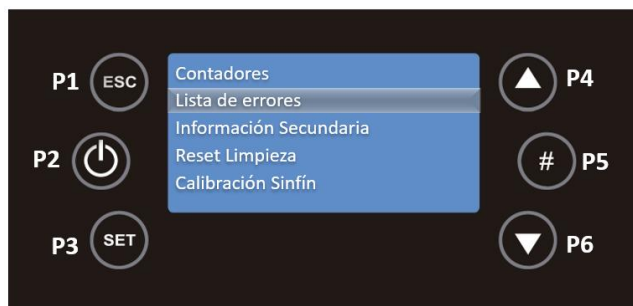 P1 ESC
P2
P3 SET
Contadores
Lista de errores
Información Secundaria
Reset Limpieza
Calibración Sinfín
P4
# P5
P6